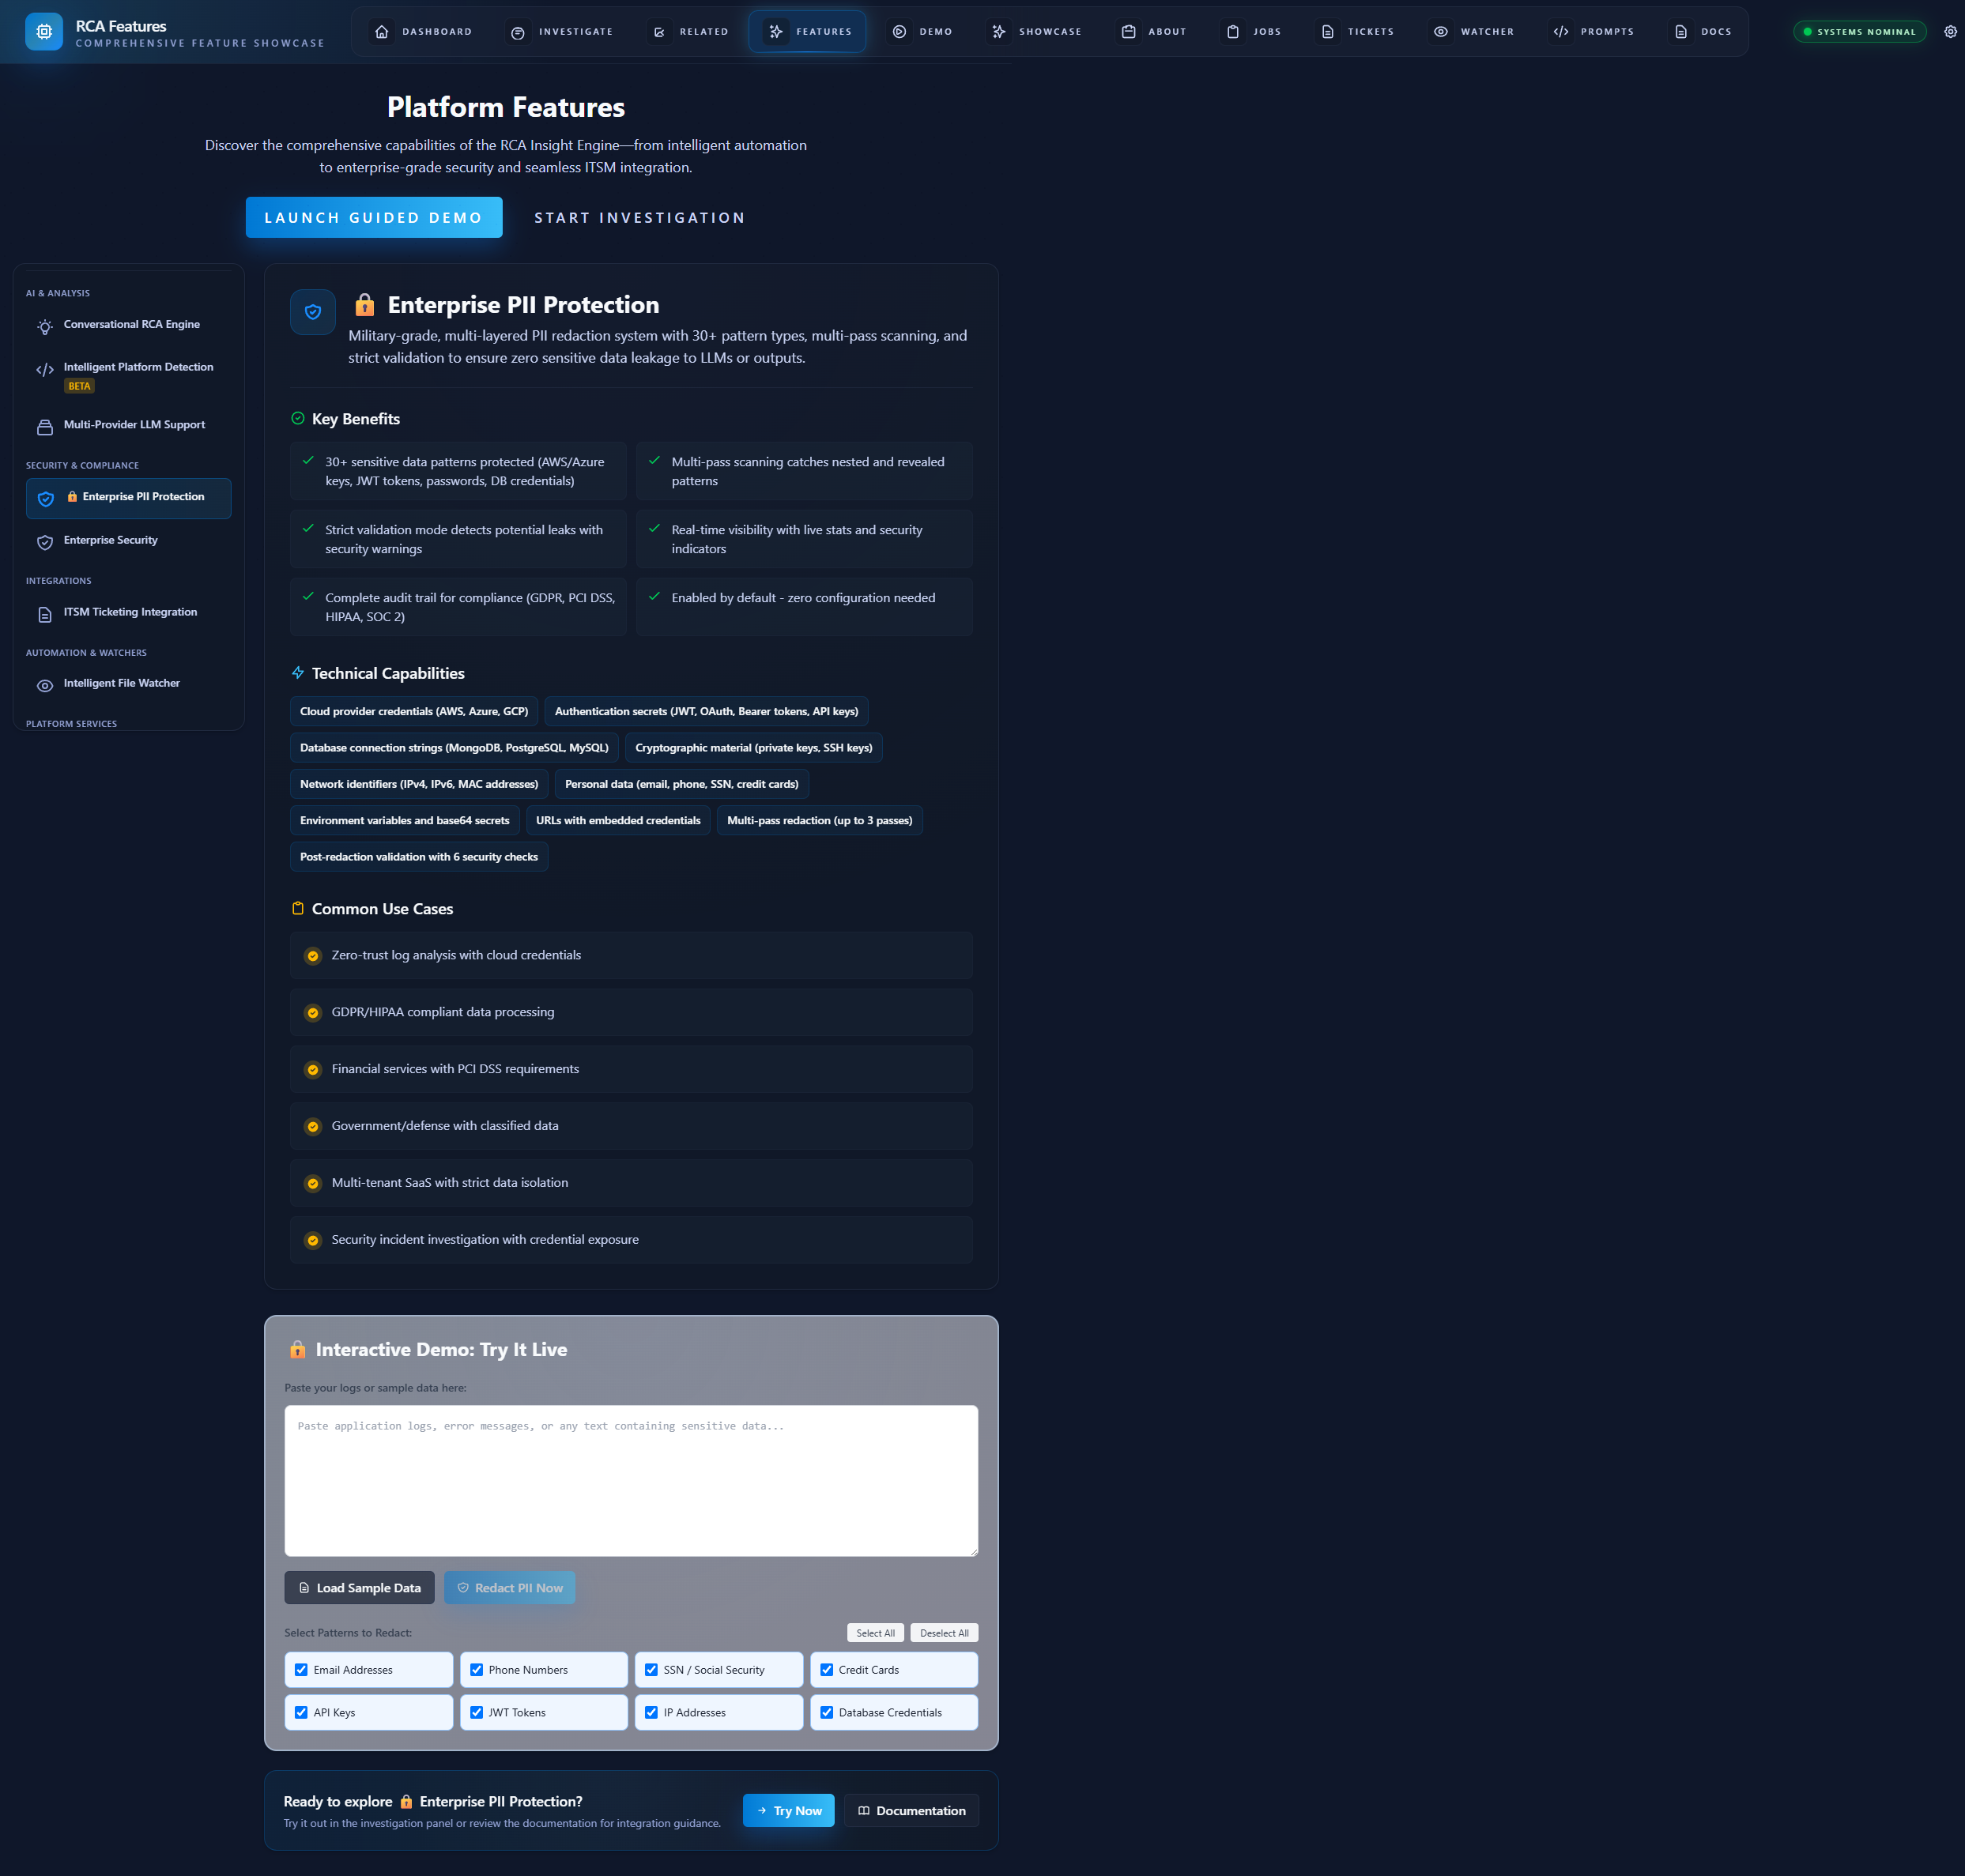 RCA Features
COMPREHENSIVE FEATURE SHOWCASE
DASHBOARD
INVESTIGATE
RELATED
FEATURES
DEMO
SHOWCASE
ABOUT
JOBS
TICKETS
WATCHER
PROMPTS
DOCS
SYSTEMS NOMINAL
Platform Features
Discover the comprehensive capabilities of the RCA Insight Engine—from intelligent automation
to enterprise-grade security and seamless ITSM integration.
LAUNCH GUIDED DEMO
START INVESTIGATION
AI & ANALYSIS
Conversational RCA Engine
Intelligent Platform Detection
BETA
Multi-Provider LLM Support
SECURITY & COMPLIANCE
🔒 Enterprise PII Protection
Enterprise Security
INTEGRATIONS
ITSM Ticketing Integration
AUTOMATION & WATCHERS
Intelligent File Watcher
PLATFORM SERVICES
🔒 Enterprise PII Protection
Military-grade, multi-layered PII redaction system with 30+ pattern types, multi-pass scanning, and
strict validation to ensure zero sensitive data leakage to LLMs or outputs.
Key Benefits
30+ sensitive data patterns protected (AWS/Azure
keys, JWT tokens, passwords, DB credentials)
Multi-pass scanning catches nested and revealed
patterns
Strict validation mode detects potential leaks with
security warnings
Real-time visibility with live stats and security
indicators
Complete audit trail for compliance (GDPR, PCI DSS,
HIPAA, SOC 2)
Enabled by default - zero configuration needed
Technical Capabilities
Cloud provider credentials (AWS, Azure, GCP)
Authentication secrets (JWT, OAuth, Bearer tokens, API keys)
Database connection strings (MongoDB, PostgreSQL, MySQL)
Cryptographic material (private keys, SSH keys)
Network identifiers (IPv4, IPv6, MAC addresses)
Personal data (email, phone, SSN, credit cards)
Environment variables and base64 secrets
URLs with embedded credentials
Multi-pass redaction (up to 3 passes)
Post-redaction validation with 6 security checks
Common Use Cases
Zero-trust log analysis with cloud credentials
GDPR/HIPAA compliant data processing
Financial services with PCI DSS requirements
Government/defense with classified data
Multi-tenant SaaS with strict data isolation
Security incident investigation with credential exposure
🔒 Interactive Demo: Try It Live
Paste your logs or sample data here:
Paste application logs, error messages, or any text containing sensitive data...
Load Sample Data
Redact PII Now
Select Patterns to Redact:
Select All
Deselect All
Email Addresses
Phone Numbers
SSN / Social Security
Credit Cards
API Keys
JWT Tokens
IP Addresses
Database Credentials
Ready to explore 🔒 Enterprise PII Protection?
Try it out in the investigation panel or review the documentation for integration guidance.
Try Now
Documentation